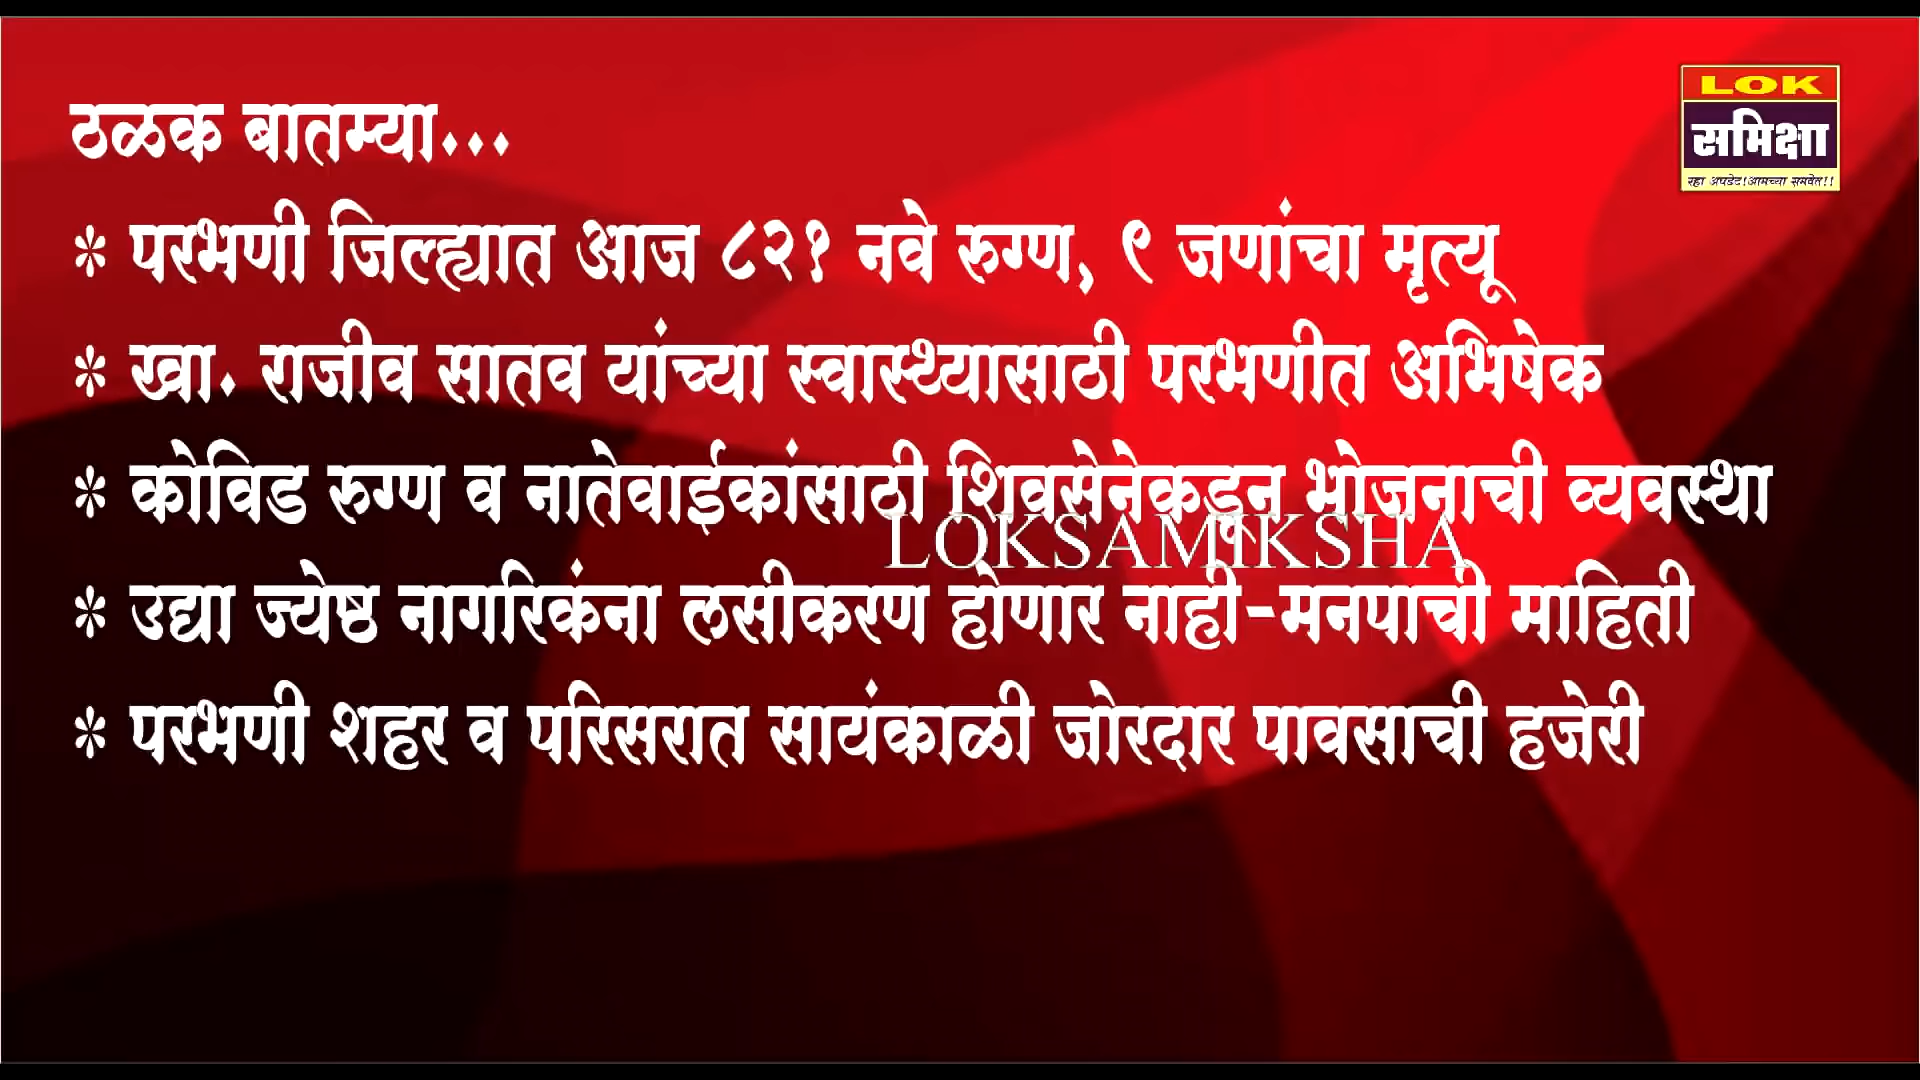 LOK
समिक्षा
रहा अपडेट!आमच्या समवेत!!
ठळक बातम्या...
* परभणी जिल्ह्यात आज ८२१ नवे रुग्ण, ९ जणांचा मृत्यू
* खा. राजीव सातव यांच्या स्वास्थ्यासाठी परभणीत अभिषेक
* कोविड रुग्ण व नातेवाईकांसाठी शिवसेनेकडून भोजनाची व्यवस्था
LOKSAMIKSHA
* उद्या ज्येष्ठ नागरिकंना लसीकरण होणार नाही-मनपाची माहिती
* परभणी शहर व परिसरात सायंकाळी जोरदार पावसाची हजेरी